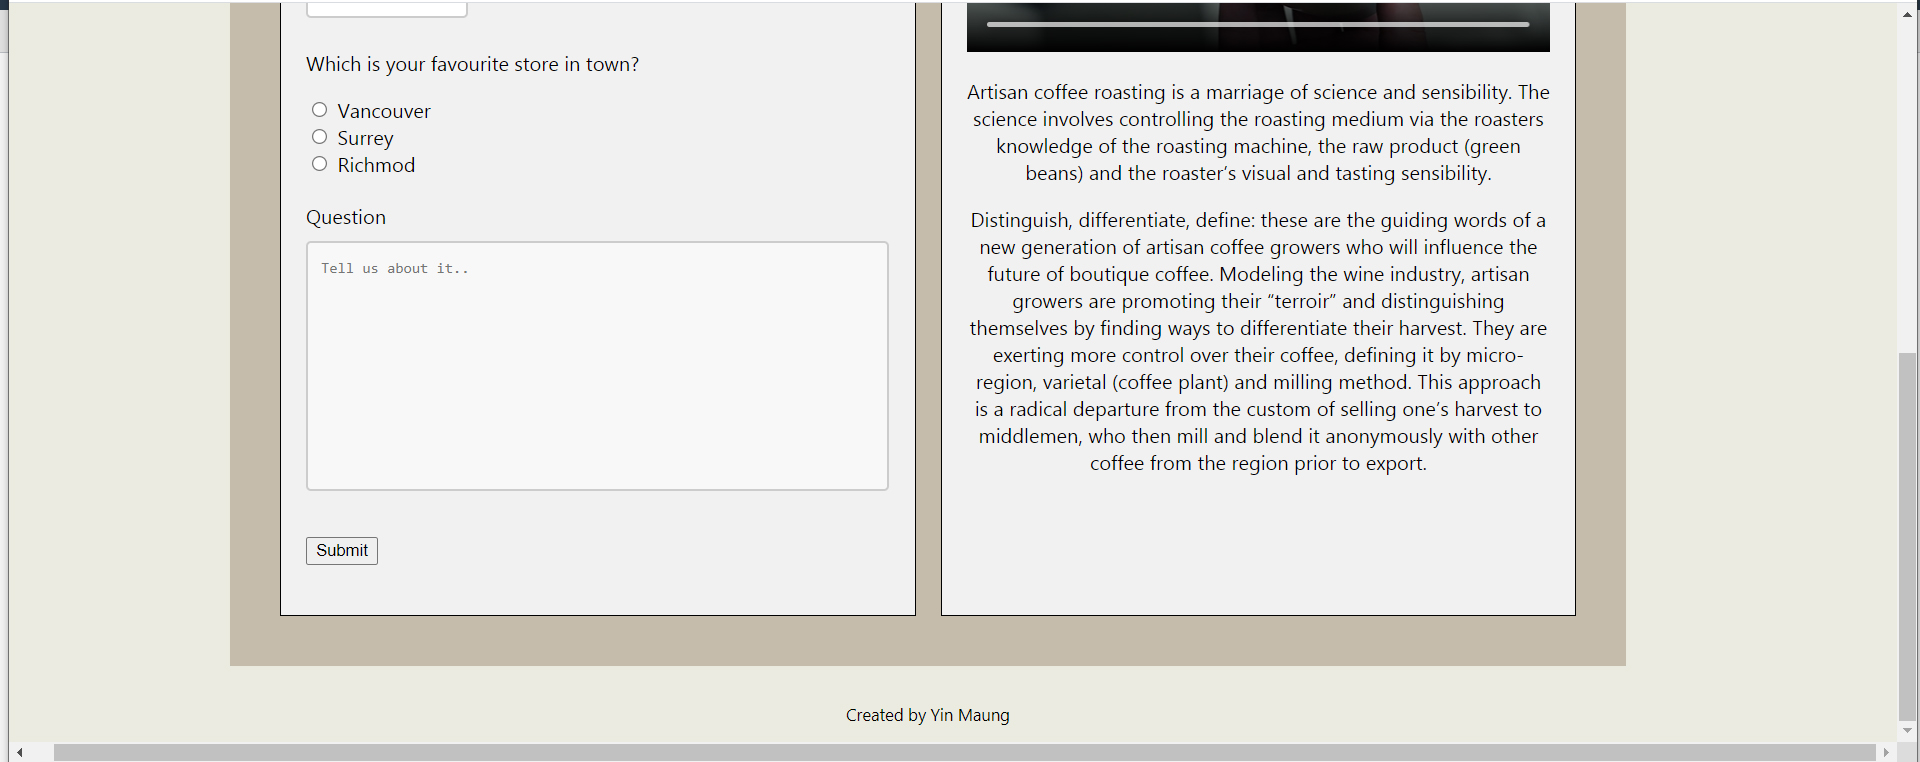 Which is your favourite store in town?
Vancouver
Surrey
Richmod
Question
Tell us about it..
Submit
Artisan coffee roasting is a marriage of science and sensibility. The
science involves controlling the roasting medium via the roasters
knowledge of the roasting machine, the raw product (green
beans) and the roaster’s visual and tasting sensibility.
Distinguish, differentiate, define: these are the guiding words of a
new generation of artisan coffee growers who will influence the
future of boutique coffee. Modeling the wine industry, artisan
growers are promoting their “terroir” and distinguishing
themselves by finding ways to differentiate their harvest. They are
exerting more control over their coffee, defining it by micro-
region, varietal (coffee plant) and milling method. This approach
is a radical departure from the custom of selling one’s harvest to
middlemen, who then mill and blend it anonymously with other
coffee from the region prior to export.
Created by Yin Maung